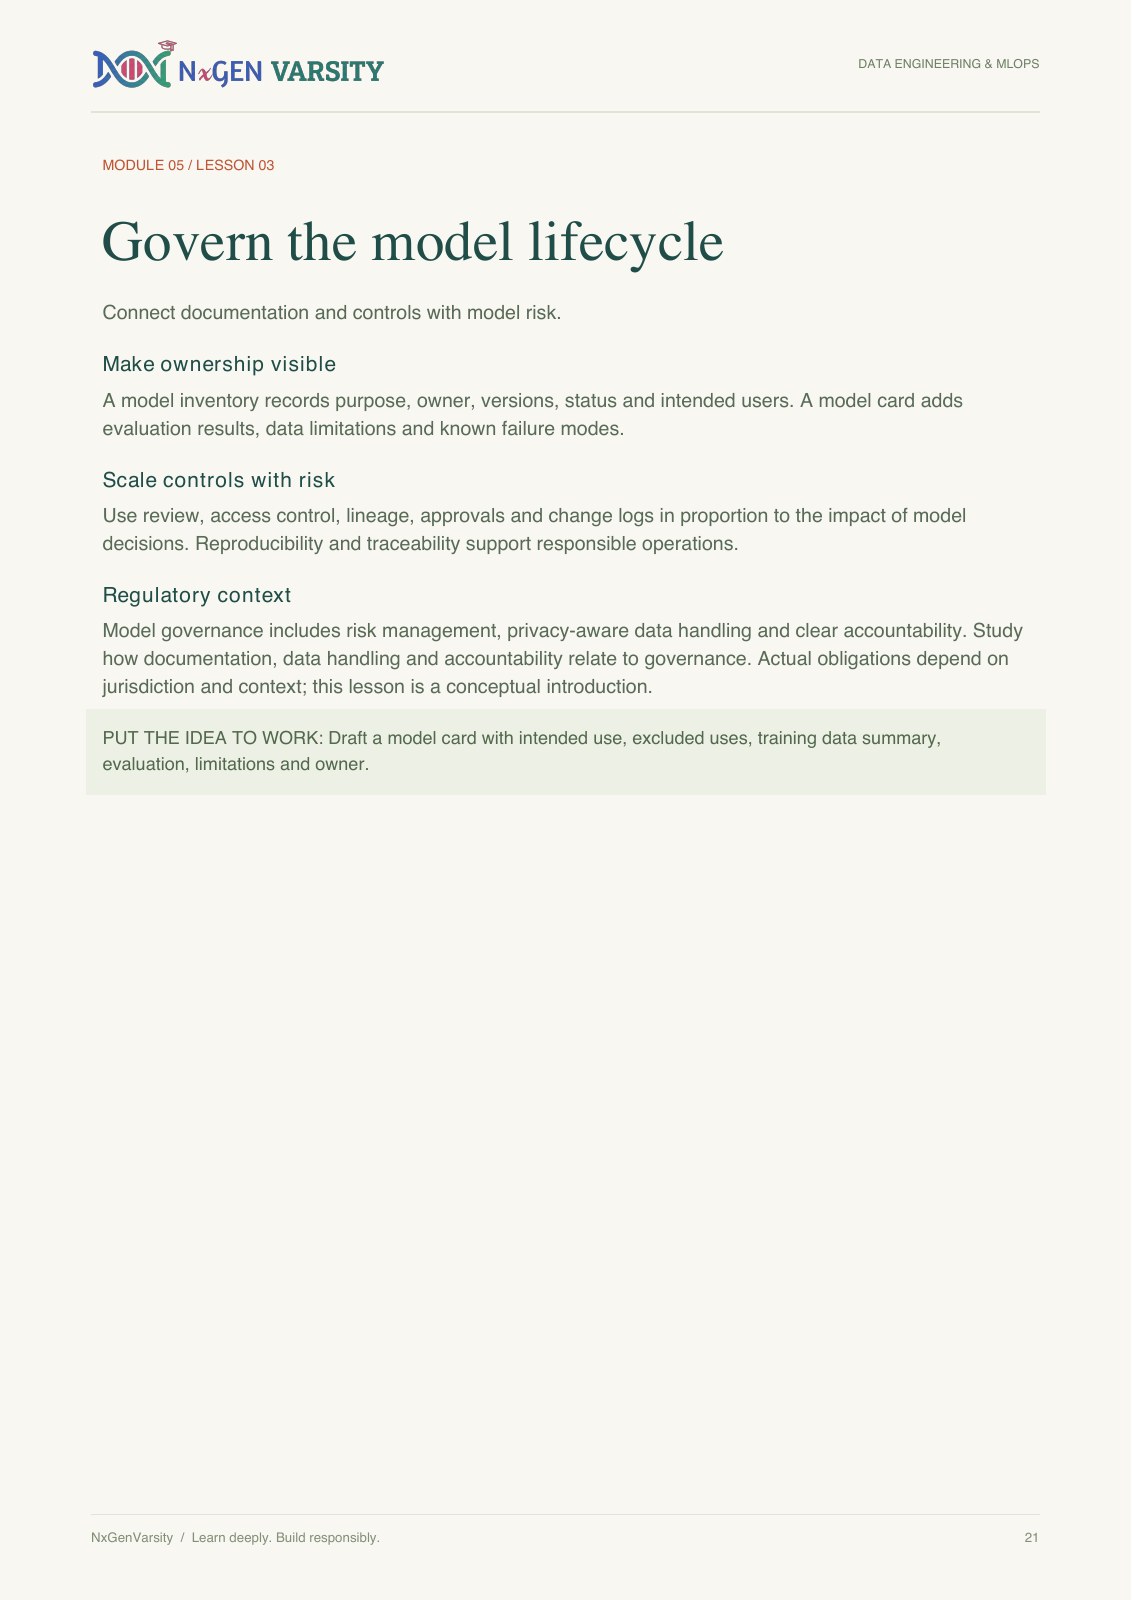 NxGEN VARSITY
DATA ENGINEERING & MLOPS
MODULE 05 / LESSON 03
Govern the model lifecycle
Connect documentation and controls with model risk.
Make ownership visible
A model inventory records purpose, owner, versions, status and intended users. A model card adds
evaluation results, data limitations and known failure modes.
Scale controls with risk
Use review, access control, lineage, approvals and change logs in proportion to the impact of model
decisions. Reproducibility and traceability support responsible operations.
Regulatory context
Model governance includes risk management, privacy-aware data handling and clear accountability. Study
how documentation, data handling and accountability relate to governance. Actual obligations depend on
jurisdiction and context; this lesson is a conceptual introduction.
PUT THE IDEA TO WORK: Draft a model card with intended use, excluded uses, training data summary,
evaluation, limitations and owner.
NxGenVarsity / Learn deeply. Build responsibly.
21